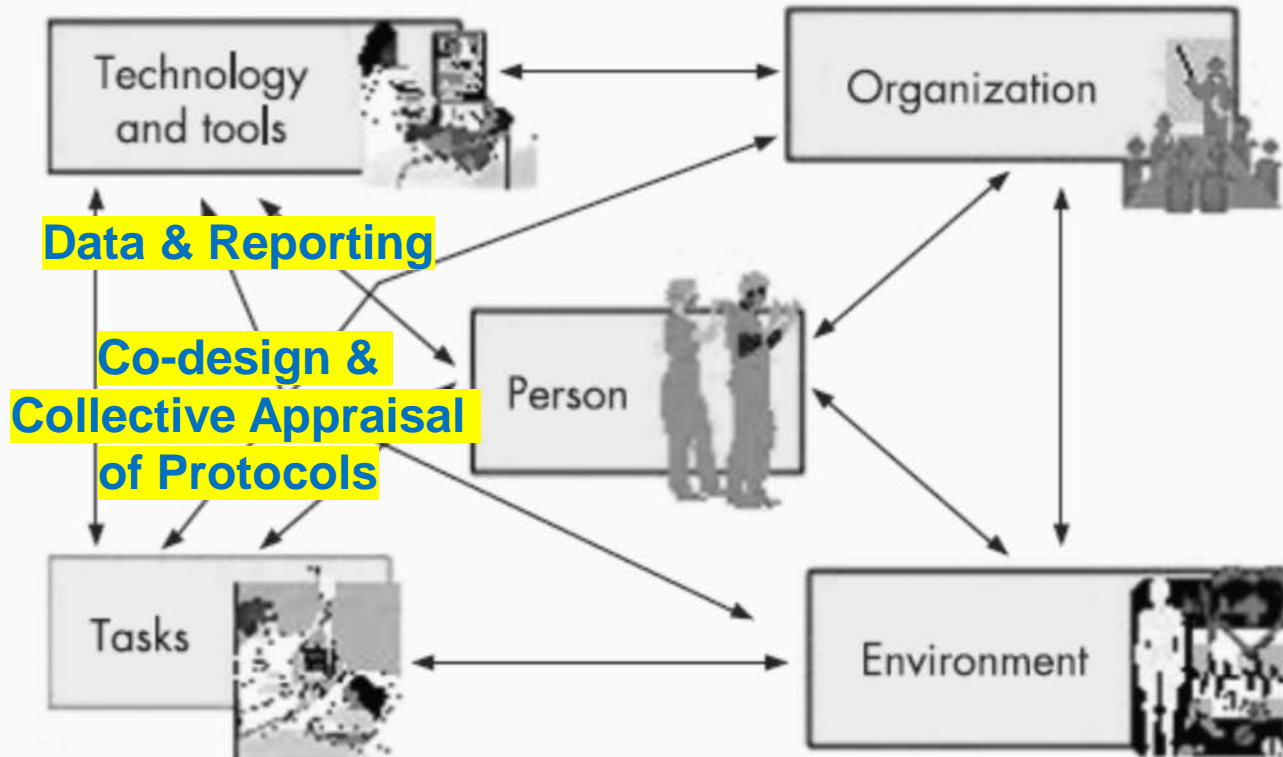 Technology
and tools
Organization
Data & Reporting
Co-design &
Collective Appraisal
of Protocols
Person
Tasks
Environment